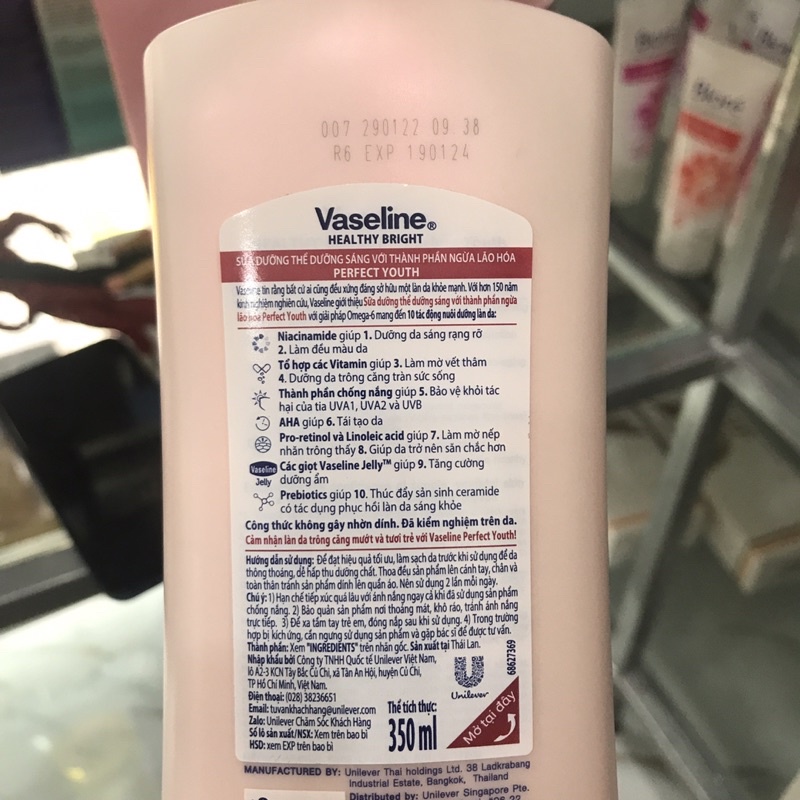 007 290122 09 38
R6 EXP 190124
Vaseline®
HEALTHY BRIGHT
SỮA DƯỠNG THỂ DƯỠNG SÁNG VỚI THÀNH PHẦN NGỪA LÃO HÓA
PERFECT YOUTH
Vaseline tin rằng bất cứ ai cũng đều xứng đáng sở hữu một làn da khỏe mạnh. Với hơn 150 năm
kinh nghiệm nghiên cứu, Vaseline giới thiệu Sữa dưỡng thể dưỡng sáng với thành phần ngừa
lão hóa Perfect Youth với giải pháp Omega-6 mang đến 10 tác động nuôi dưỡng làn da:
Niacinamide giúp 1. Dưỡng da sáng rạng rỡ
2. Làm đều màu da
Tổ hợp các Vitamin giúp 3. Làm mờ vết thâm
4. Dưỡng da trông căng tràn sức sống
Thành phần chống nắng giúp 5. Bảo vệ khỏi tác
hại của tia UVA1, UVA2 và UVB
AHA giúp 6. Tái tạo da
Pro-retinol và Linoleic acid giúp 7. Làm mờ nếp
nhăn trông thấy 8. Giúp da trở nên săn chắc hơn
Vaseline Jelly
Các giọt Vaseline Jelly™ giúp 9. Tăng cường
dưỡng ẩm
Prebiotics giúp 10. Thúc đẩy sản sinh ceramide
có tác dụng phục hồi làn da sáng khỏe
Công thức không gây nhờn dính. Đã kiểm nghiệm trên da.
Cảm nhận làn da trông căng mướt và tươi trẻ với Vaseline Perfect Youth!
Hướng dẫn sử dụng: Để đạt hiệu quả tối ưu, làm sạch da trước khi sử dụng để da
thông thoáng, dễ hấp thu dưỡng chất. Thoa đều sản phẩm lên cánh tay, chân và
toàn thân tránh sản phẩm dính lên quần áo. Nên sử dụng 2 lần mỗi ngày.
Chú ý: 1) Hạn chế tiếp xúc quá lâu với ánh nắng ngay cả khi đã sử dụng sản phẩm
chống nắng. 2) Bảo quản sản phẩm nơi thoáng mát, khô ráo, tránh ánh nắng
trực tiếp. 3) Để xa tầm tay trẻ em, đóng nắp sau khi sử dụng. 4) Trong trường
hợp bị kích ứng, cần ngưng sử dụng sản phẩm và gặp bác sĩ để được tư vấn.
Thành phần: Xem "INGREDIENTS" trên nhãn gốc. Sản xuất tại Thái Lan.
Nhập khẩu bởi Công ty TNHH Quốc tế Unilever Việt Nam,
lô A2-3 KCN Tây Bắc Củ Chi, xã Tân An Hội, huyện Củ Chi,
TP Hồ Chí Minh, Việt Nam.
Điện thoại: (028) 38236651
Email: tuvankhachhang@unilever.com
Zalo: Unilever Chăm Sóc Khách Hàng
Số lô sản xuất/NSX: Xem trên bao bì
HSD: xem EXP trên bao bì
Thể tích thực:
350 ml
Unilever
68627369
Mở tại đây
MANUFACTURED BY: Unilever Thai holdings Ltd. 38 Ladkrabang
Industrial Estate, Bangkok, Thailand
Distributed by: Unilever Singapore Pte.
Bioré